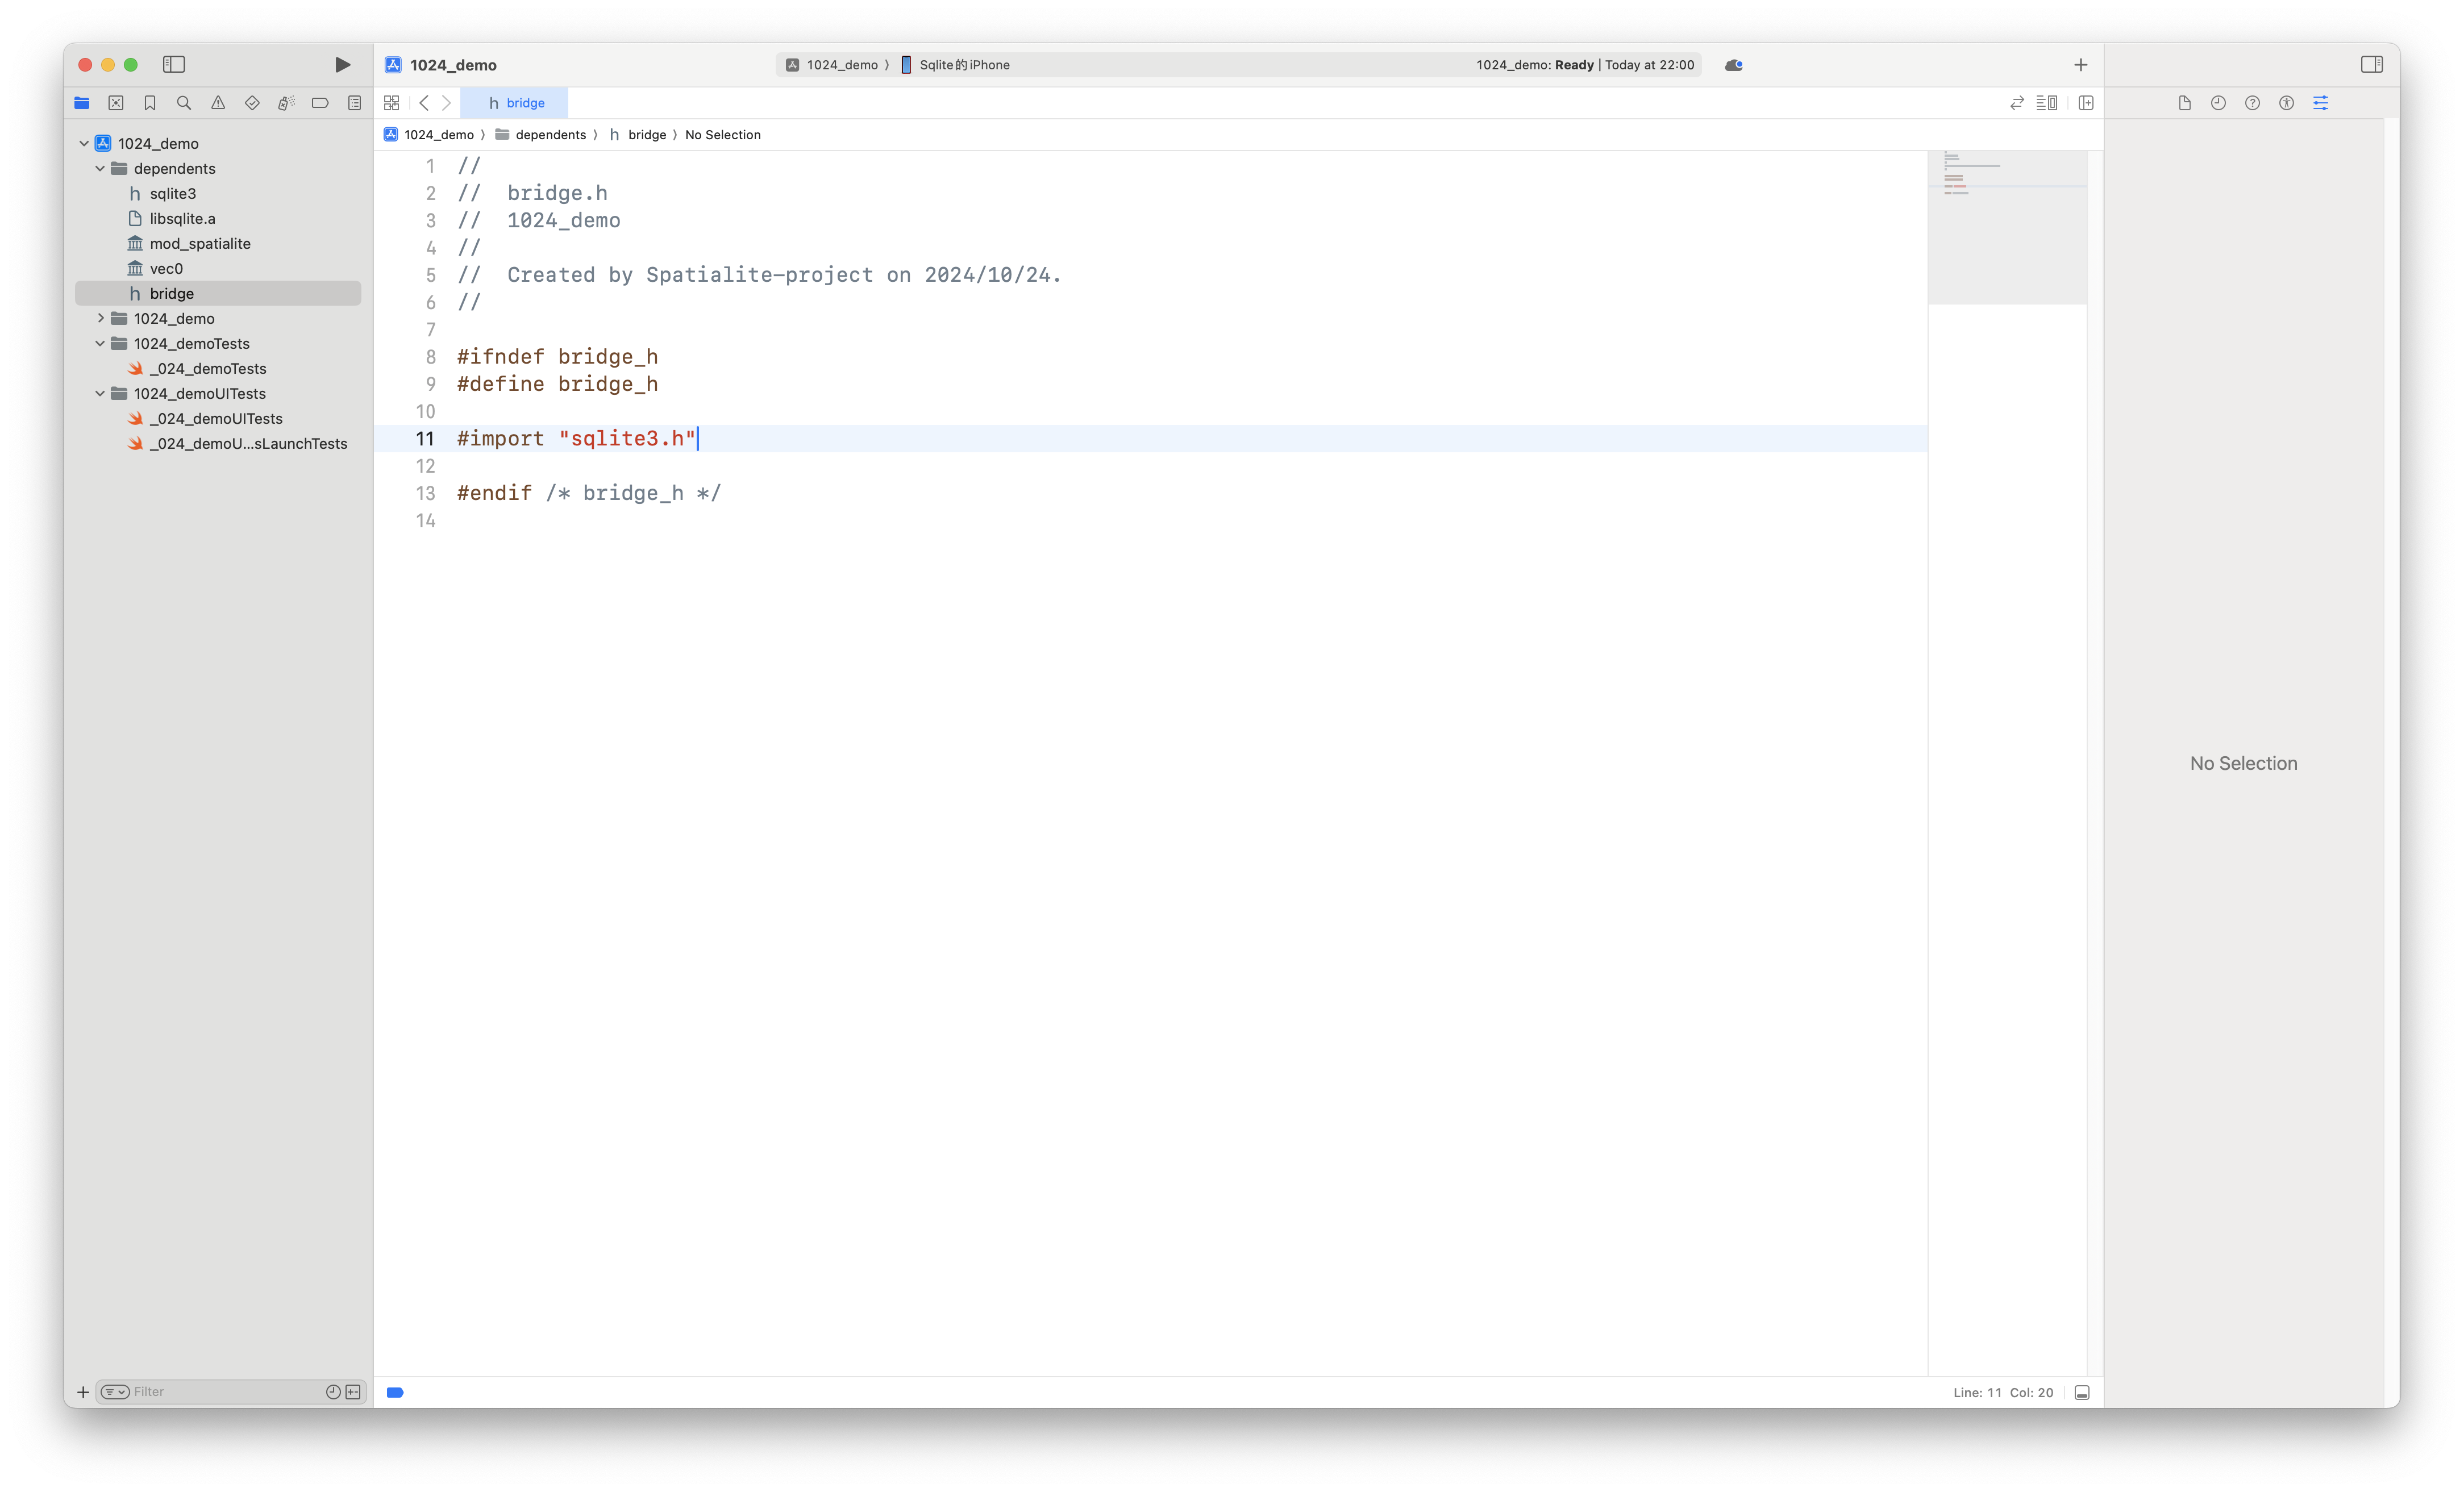 1024_demo
1024_demo 〉 Sqlite的iPhone
1024_demo: Ready | Today at 22:00
h bridge
1024_demo 〉 dependents 〉 h bridge 〉 No Selection
1024_demo
dependents
h sqlite3
libsqlite.a
mod_spatialite
vec0
h bridge
1024_demo
1024_demoTests
_024_demoTests
1024_demoUITests
_024_demoUITests
_024_demoU...sLaunchTests
Filter
1 //
2 //  bridge.h
3 //  1024_demo
4 //
5 //  Created by Spatialite-project on 2024/10/24.
6 //
7
8 #ifndef bridge_h
9 #define bridge_h
10
11 #import "sqlite3.h"
12
13 #endif /* bridge_h */
14
Line: 11 Col: 20
No Selection